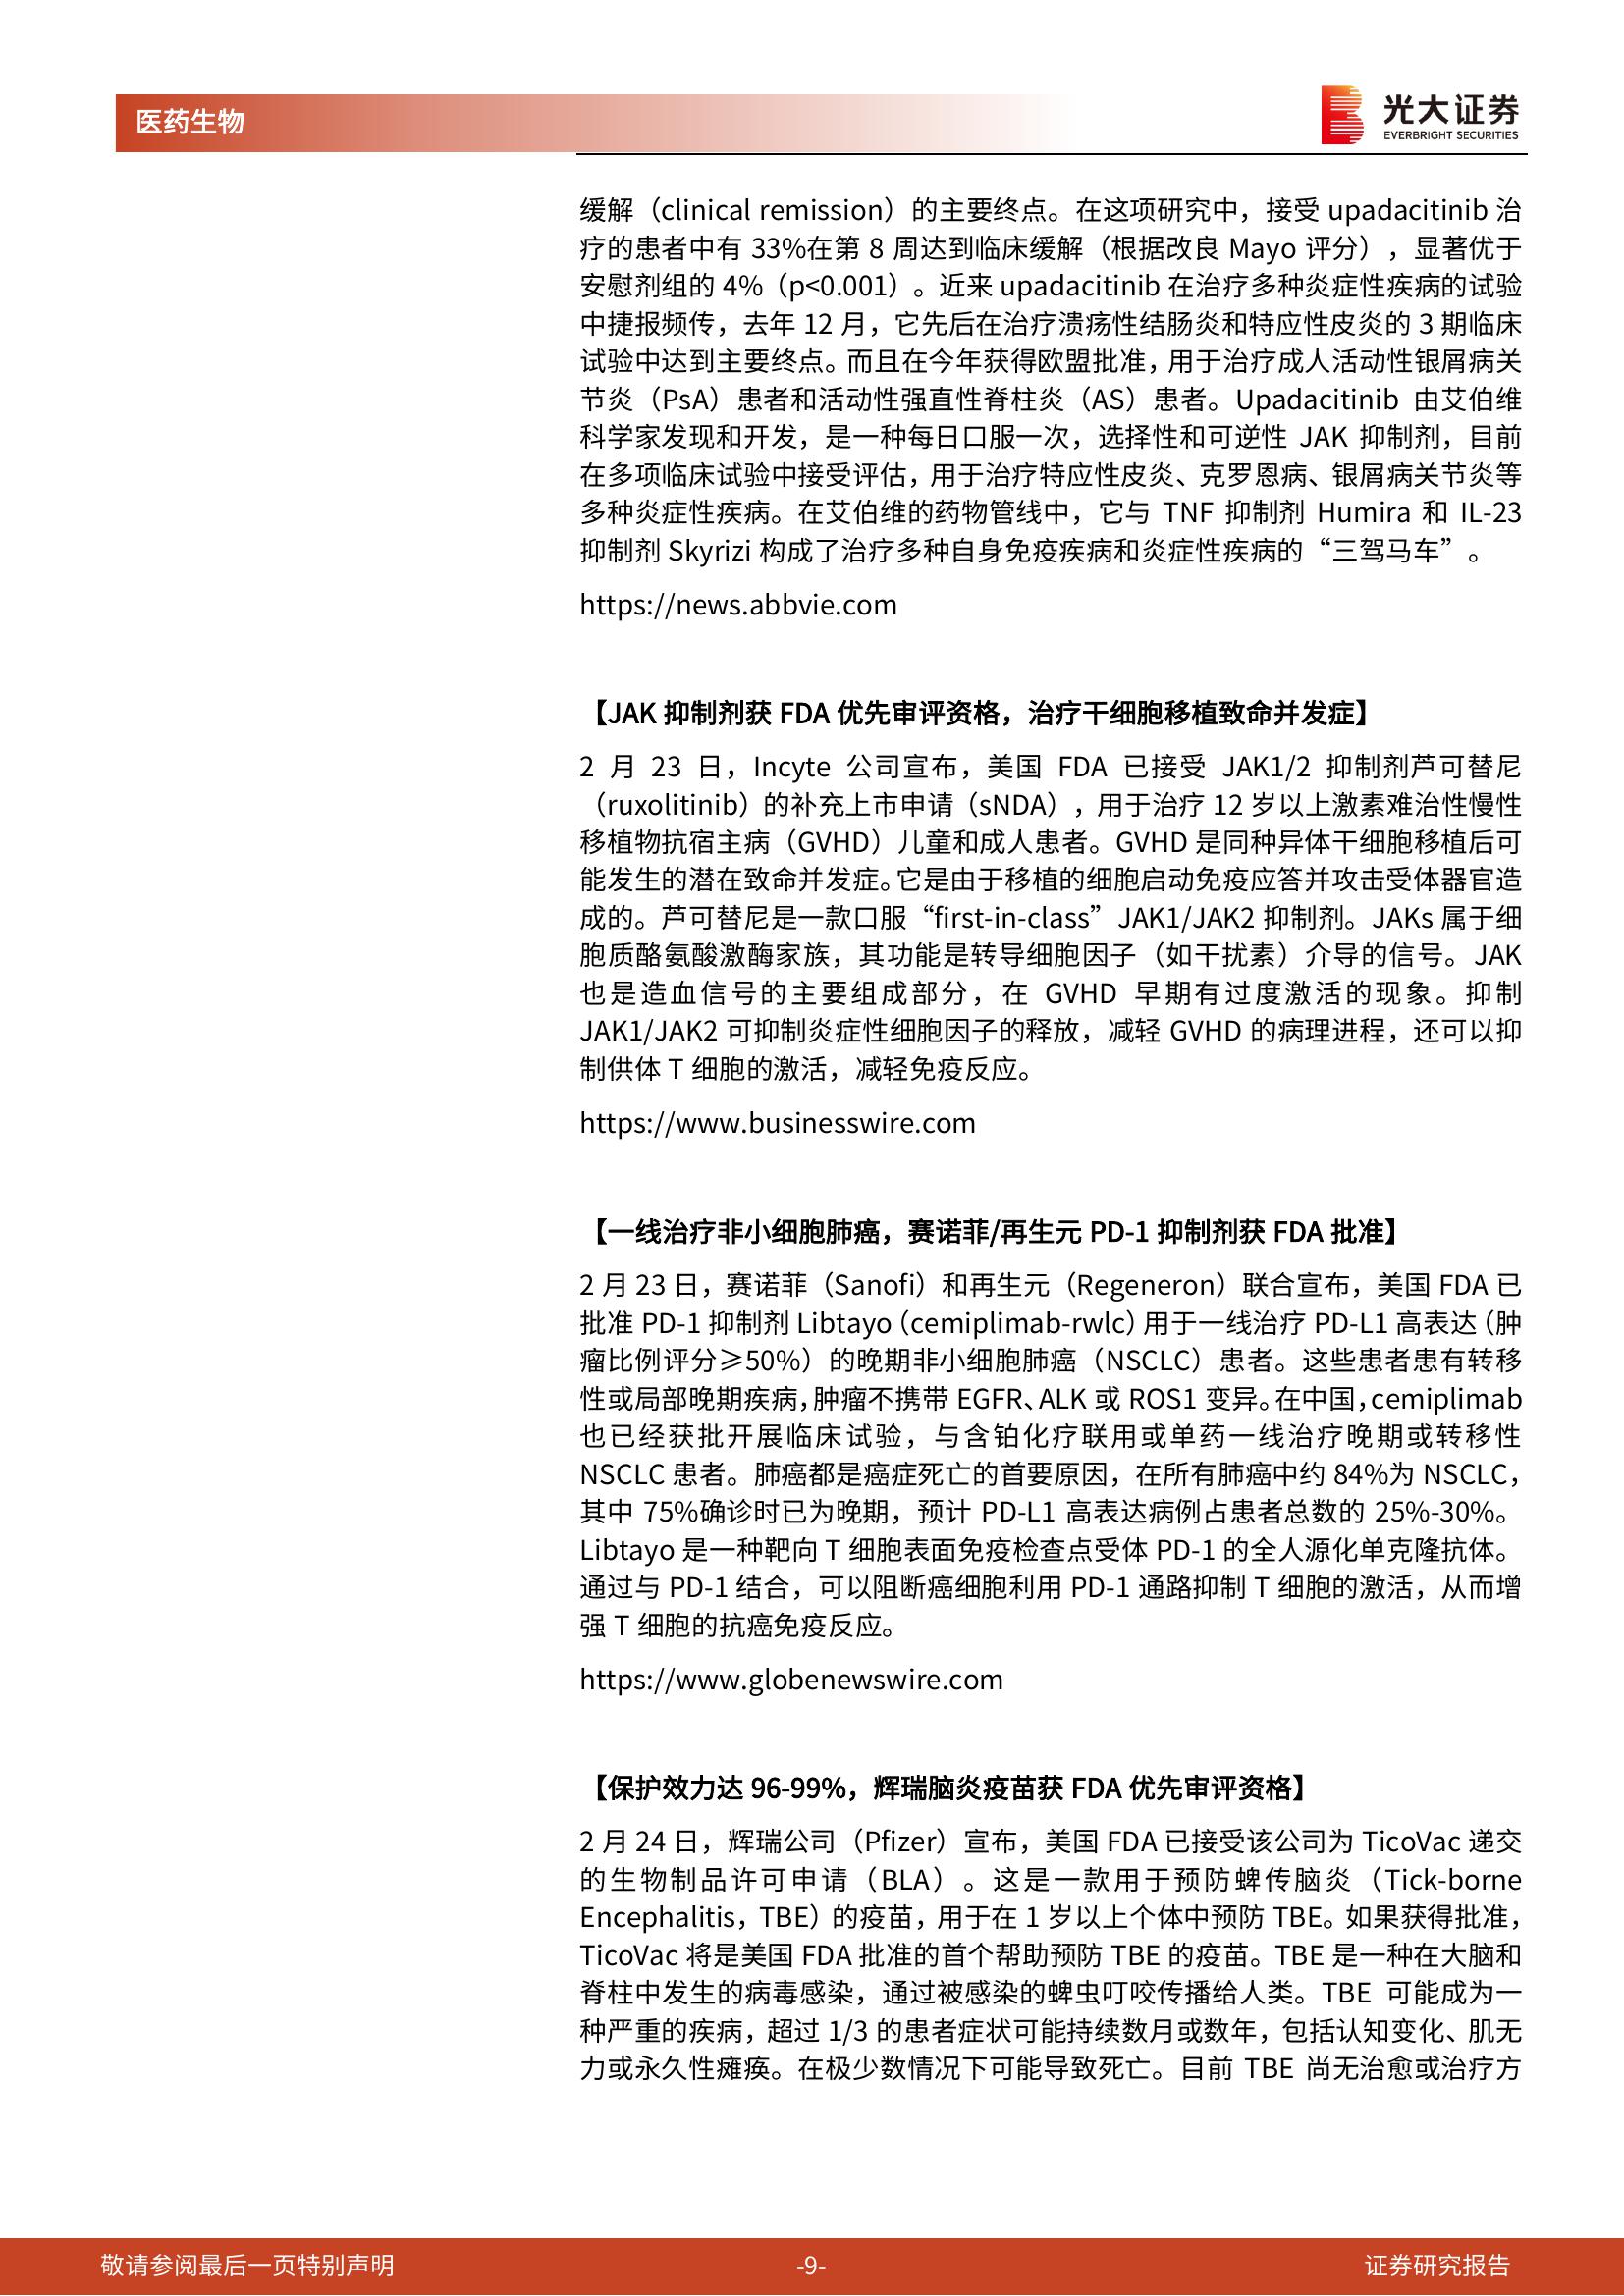 医药生物
光大证券
EVERBRIGHT SECURITIES
缓解（clinical remission）的主要终点。在这项研究中，接受 upadacitinib 治
疗的患者中有 33%在第 8 周达到临床缓解（根据改良 Mayo 评分），显著优于
安慰剂组的 4%（p<0.001）。近来 upadacitinib 在治疗多种炎症性疾病的试验
中捷报频传，去年 12 月，它先后在治疗溃疡性结肠炎和特应性皮炎的 3 期临床
试验中达到主要终点。而且在今年获得欧盟批准，用于治疗成人活动性银屑病关
节炎（PsA）患者和活动性强直性脊柱炎（AS）患者。Upadacitinib 由艾伯维
科学家发现和开发，是一种每日口服一次，选择性和可逆性 JAK 抑制剂，目前
在多项临床试验中接受评估，用于治疗特应性皮炎、克罗恩病、银屑病关节炎等
多种炎症性疾病。在艾伯维的药物管线中，它与 TNF 抑制剂 Humira 和 IL-23
抑制剂 Skyrizi 构成了治疗多种自身免疫疾病和炎症性疾病的“三驾马车”。
https://news.abbvie.com
【JAK 抑制剂获 FDA 优先审评资格，治疗干细胞移植致命并发症】
2 月 23 日，Incyte 公司宣布，美国 FDA 已接受 JAK1/2 抑制剂芦可替尼
（ruxolitinib）的补充上市申请（sNDA），用于治疗 12 岁以上激素难治性慢性
移植物抗宿主病（GVHD）儿童和成人患者。GVHD 是同种异体干细胞移植后可
能发生的潜在致命并发症。它是由于移植的细胞启动免疫应答并攻击受体器官造
成的。芦可替尼是一款口服“first-in-class”JAK1/JAK2 抑制剂。JAKs 属于细
胞质酪氨酸激酶家族，其功能是转导细胞因子（如干扰素）介导的信号。JAK
也是造血信号的主要组成部分，在 GVHD 早期有过度激活的现象。抑制
JAK1/JAK2 可抑制炎症性细胞因子的释放，减轻 GVHD 的病理进程，还可以抑
制供体 T 细胞的激活，减轻免疫反应。
https://www.businesswire.com
【一线治疗非小细胞肺癌，赛诺菲/再生元 PD-1 抑制剂获 FDA 批准】
2 月 23 日，赛诺菲（Sanofi）和再生元（Regeneron）联合宣布，美国 FDA 已
批准 PD-1 抑制剂 Libtayo（cemiplimab-rwlc）用于一线治疗 PD-L1 高表达（肿
瘤比例评分≥50%）的晚期非小细胞肺癌（NSCLC）患者。这些患者患有转移
性或局部晚期疾病，肿瘤不携带 EGFR、ALK 或 ROS1 变异。在中国，cemiplimab
也已经获批开展临床试验，与含铂化疗联用或单药一线治疗晚期或转移性
NSCLC 患者。肺癌都是癌症死亡的首要原因，在所有肺癌中约 84%为 NSCLC，
其中 75%确诊时已为晚期，预计 PD-L1 高表达病例占患者总数的 25%-30%。
Libtayo 是一种靶向 T 细胞表面免疫检查点受体 PD-1 的全人源化单克隆抗体。
通过与 PD-1 结合，可以阻断癌细胞利用 PD-1 通路抑制 T 细胞的激活，从而增
强 T 细胞的抗癌免疫反应。
https://www.globenewswire.com
【保护效力达 96-99%，辉瑞脑炎疫苗获 FDA 优先审评资格】
2 月 24 日，辉瑞公司（Pfizer）宣布，美国 FDA 已接受该公司为 TicoVac 递交
的生物制品许可申请（BLA）。这是一款用于预防蜱传脑炎（Tick-borne
Encephalitis，TBE）的疫苗，用于在 1 岁以上个体中预防 TBE。如果获得批准，
TicoVac 将是美国 FDA 批准的首个帮助预防 TBE 的疫苗。TBE 是一种在大脑和
脊柱中发生的病毒感染，通过被感染的蜱虫叮咬传播给人类。TBE 可能成为一
种严重的疾病，超过 1/3 的患者症状可能持续数月或数年，包括认知变化、肌无
力或永久性瘫痪。在极少数情况下可能导致死亡。目前 TBE 尚无治愈或治疗方
敬请参阅最后一页特别声明
-9-
证券研究报告